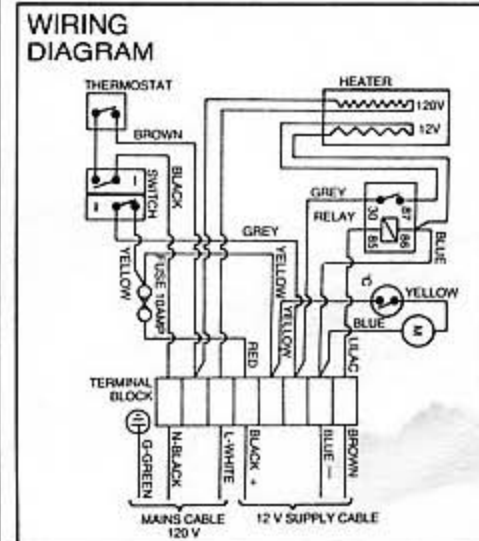 WIRING
DIAGRAM
THERMOSTAT
HEATER
120V
12V
BROWN
BLACK
SWITCH
GREY
RELAY
30
87
85
86
BLUE
GREY
YELLOW
FUSE 10AMP
YELLOW
YELLOW
°C
YELLOW
BLUE
M
RED
LILAC
TERMINAL
BLOCK
G-GREEN
N-BLACK
L-WHITE
BLACK +
BLUE —
BROWN
MAINS CABLE
120 V
12 V SUPPLY CABLE